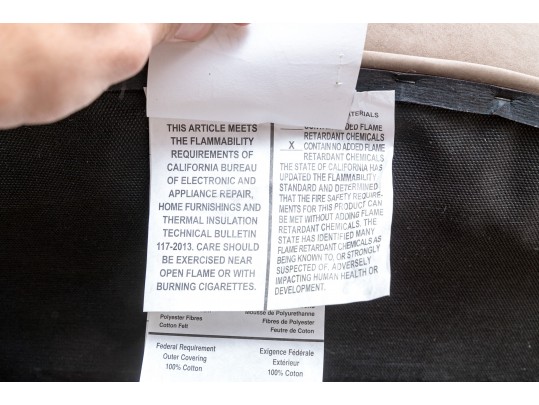 THIS ARTICLE MEETS
THE FLAMMABILITY
REQUIREMENTS OF
CALIFORNIA BUREAU
OF ELECTRONIC AND
APPLIANCE REPAIR,
HOME FURNISHINGS AND
THERMAL INSULATION
TECHNICAL BULLETIN
117-2013. CARE SHOULD
BE EXERCISED NEAR
OPEN FLAME OR WITH
BURNING CIGARETTES.
FLAME
RETARDANT CHEMICALS
X CONTAIN NO ADDED FLAME
RETARDANT CHEMICALS
THE STATE OF CALIFORNIA HAS
UPDATED THE FLAMMABILITY
STANDARD AND DETERMINED
THAT THE FIRE SAFETY REQUIRE-
MENTS FOR THIS PRODUCT CAN
BE MET WITHOUT ADDING FLAME
RETARDANT CHEMICALS. THE
STATE HAS IDENTIFIED MANY
FLAME RETARDANT CHEMICALS AS
BEING KNOWN TO, OR STRONGLY
SUSPECTED OF, ADVERSELY
IMPACTING HUMAN HEALTH OR
DEVELOPMENT.
Mousse de Polyurethanne
Polyester Fibres Fibres de Polyester
Cotton Felt Feutre de Coton
Federal Requirement Exigence Fédérale
Outer Covering Extérieur
100% Cotton 100% Coton